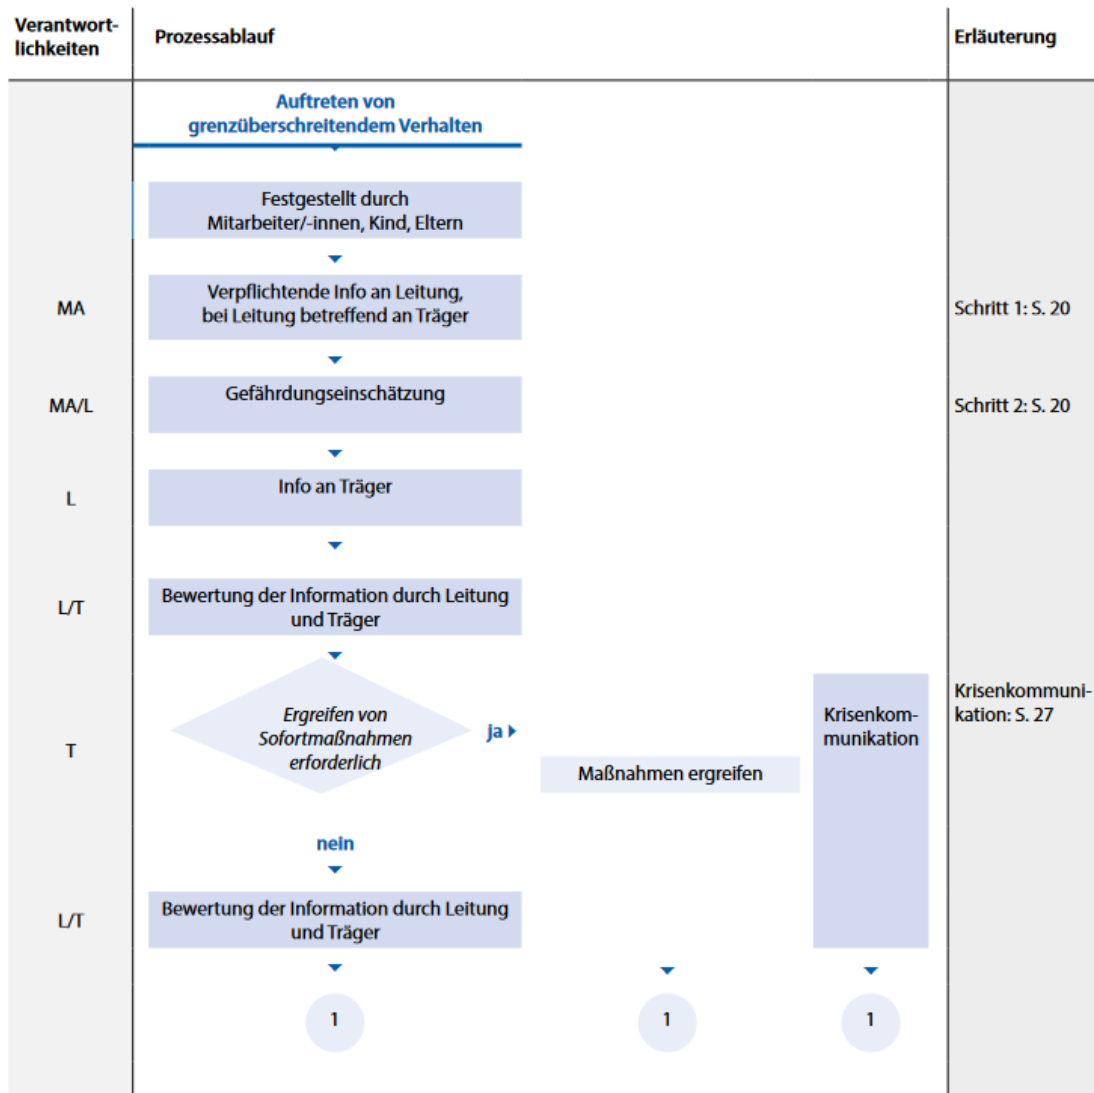 Verantwort-
lichkeiten
Prozessablauf
Erläuterung
Auftreten von
grenzüberschreitendem Verhalten
Festgestellt durch
Mitarbeiter/-innen, Kind, Eltern
MA
Verpflichtende Info an Leitung,
bei Leitung betreffend an Träger
Schritt 1: S. 20
MA/L
Gefährdungseinschätzung
Schritt 2: S. 20
L
Info an Träger
L/T
Bewertung der Information durch Leitung
und Träger
T
Ergreifen von
Sofortmaßnahmen
erforderlich
ja
Maßnahmen ergreifen
Krisenkom-
munikation
Krisenkommuni-
kation: S. 27
nein
L/T
Bewertung der Information durch Leitung
und Träger
1
1
1